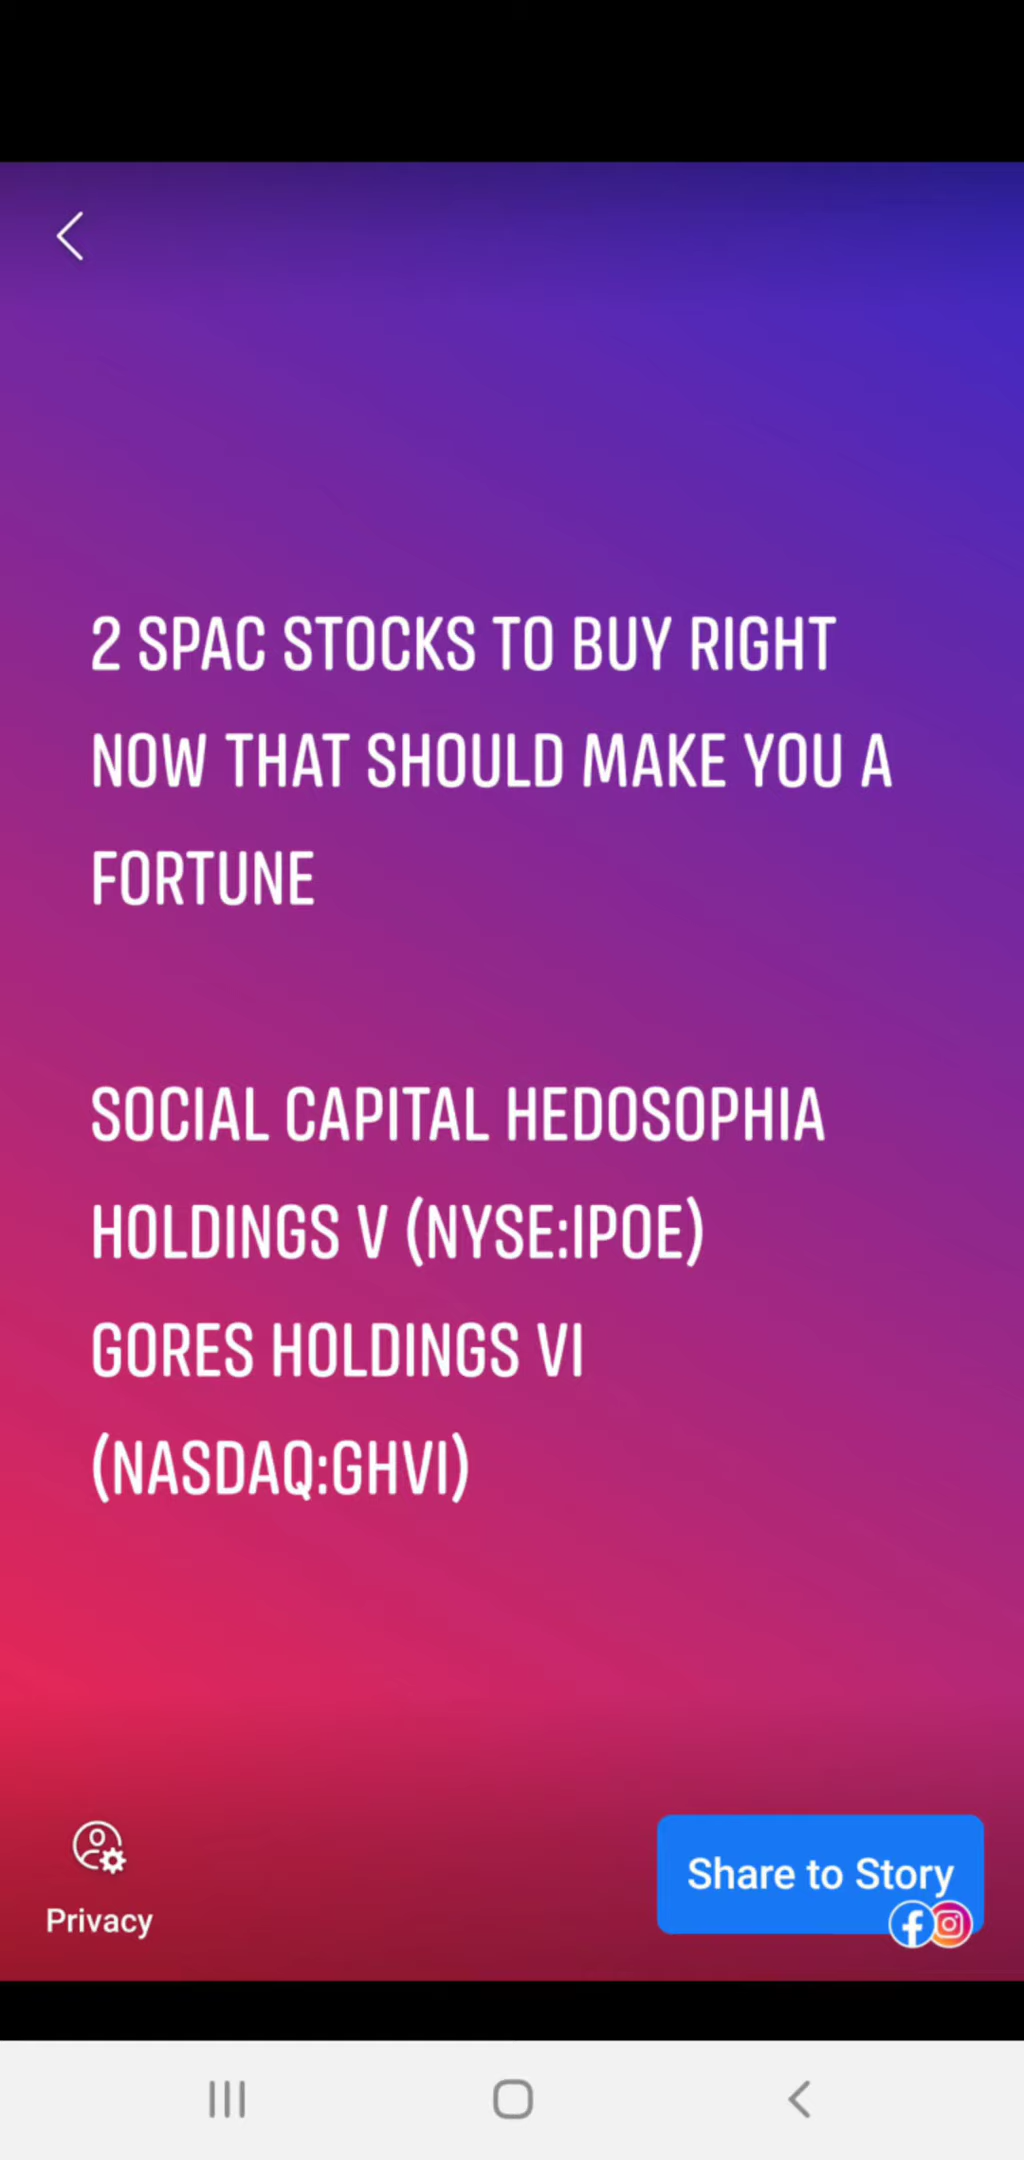 2 SPAC STOCKS TO BUY RIGHT
NOW THAT SHOULD MAKE YOU A
FORTUNE
SOCIAL CAPITAL HEDOSOPHIA
HOLDINGS V (NYSE:IPOE)
GORES HOLDINGS VI
(NASDAQ:GHVI)
Share to Story
Privacy